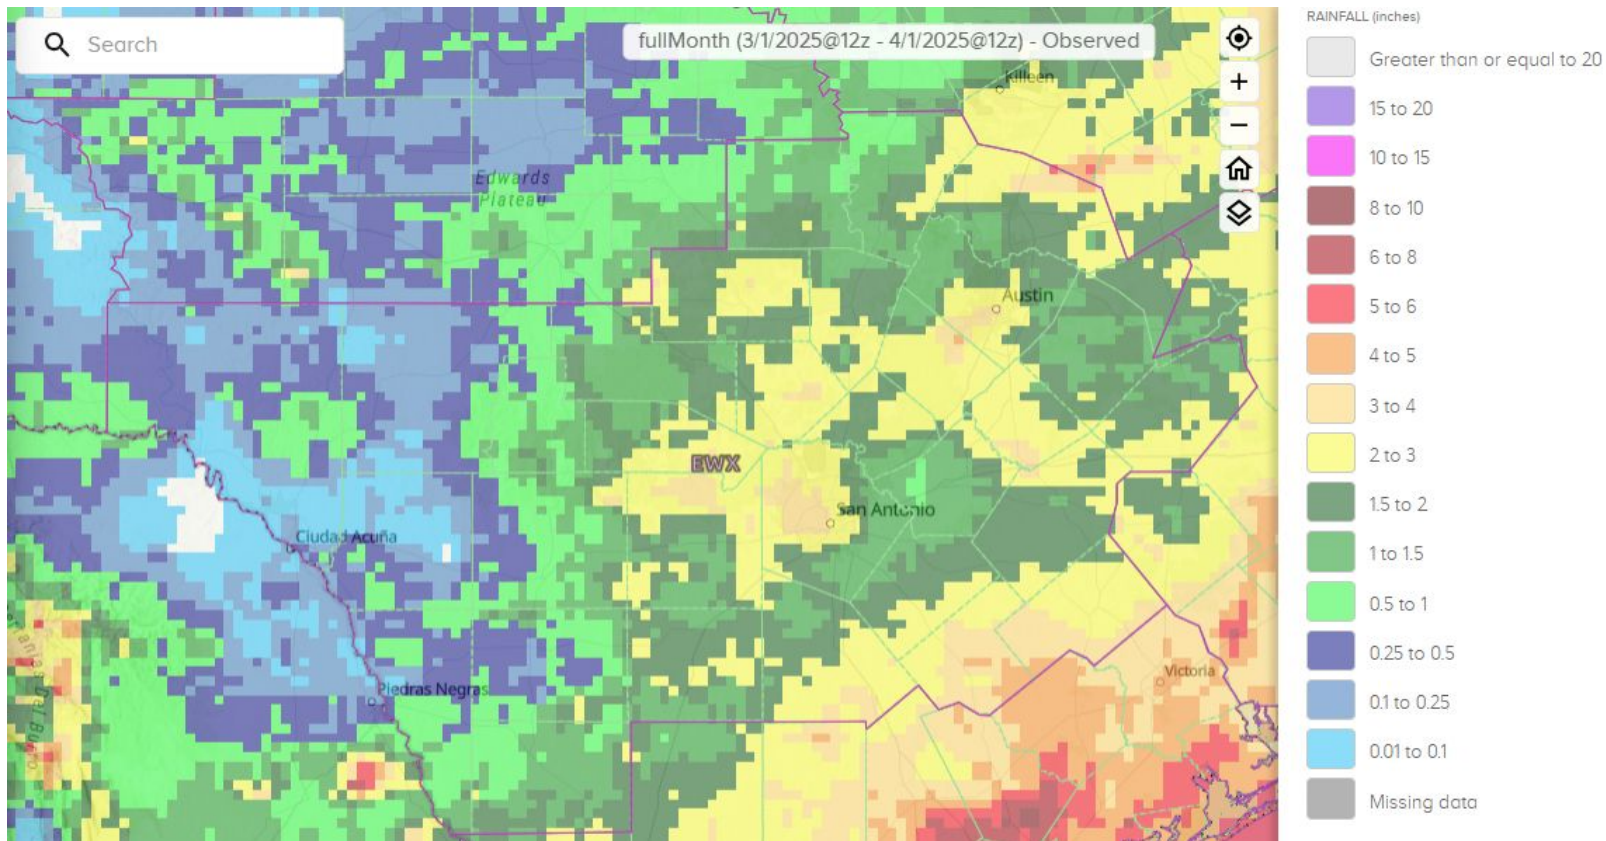 Search
fullMonth (3/1/2025@12z - 4/1/2025@12z) - Observed
Killeen
Edwards
Plateau
Austin
EWX
San Antonio
Ciudad Acuña
Victoria
Piedras Negras
RAINFALL (inches)
Greater than or equal to 20
15 to 20
10 to 15
8 to 10
6 to 8
5 to 6
4 to 5
3 to 4
2 to 3
1.5 to 2
1 to 1.5
0.5 to 1
0.25 to 0.5
0.1 to 0.25
0.01 to 0.1
Missing data